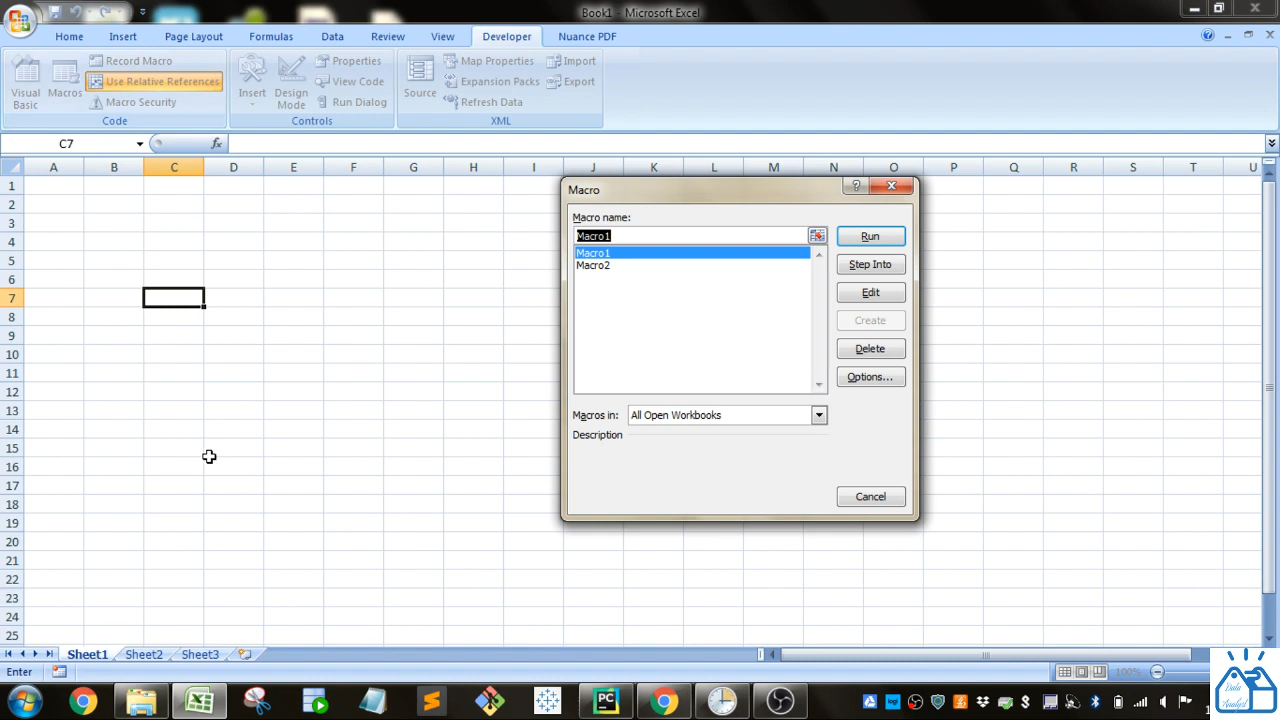 Book1 - Microsoft Excel
Home Insert Page Layout Formulas Data Review View Developer Nuance PDF
Visual Basic
Macros
Record Macro
Use Relative References
Macro Security
Code
Insert
Design Mode
Properties
View Code
Run Dialog
Controls
Source
Map Properties
Expansion Packs
Refresh Data
Import
Export
XML
C7
fx
A B C D E F G H I J K L M N O P Q R S T U
1
2
3
4
5
6
7
8
9
10
11
12
13
14
15
16
17
18
19
20
21
22
23
24
25
Macro
Macro name:
Macro1
Macro1
Macro2
Run
Step Into
Edit
Create
Delete
Options...
Macros in: All Open Workbooks
Description
Cancel
Sheet1 Sheet2 Sheet3
Enter
100%
PC
log
Data
Analyst